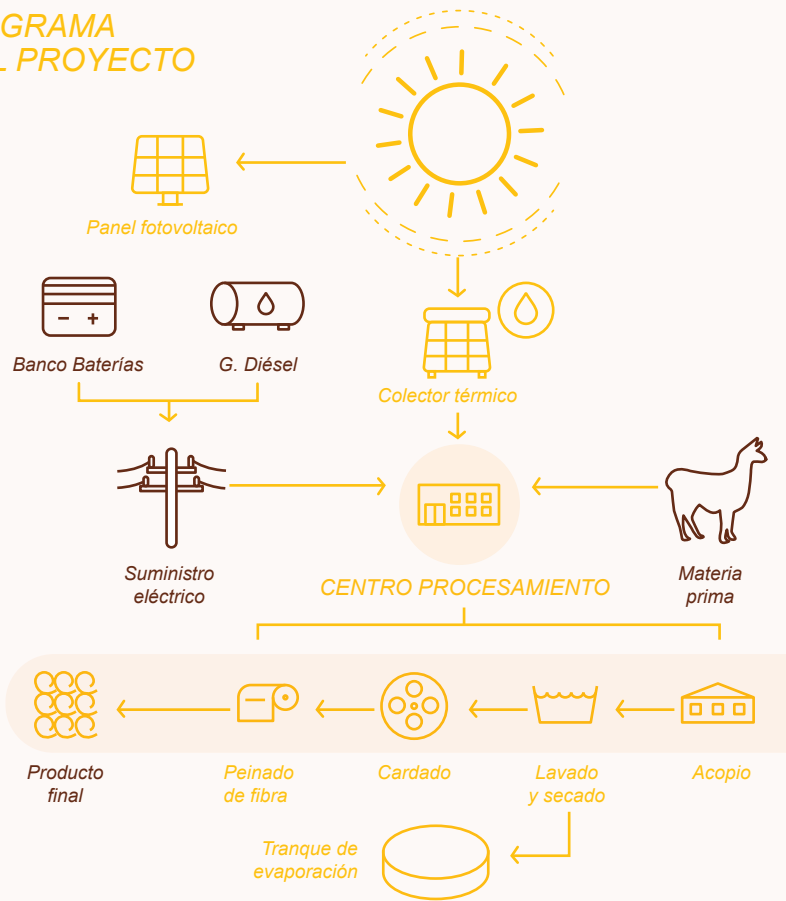 GRAMA
L PROYECTO
Panel fotovoltaico
Banco Baterías
G. Diésel
Colector térmico
Suministro
eléctrico
CENTRO PROCESAMIENTO
Materia
prima
Producto
final
Peinado
de fibra
Cardado
Lavado
y secado
Acopio
Tranque de
evaporación